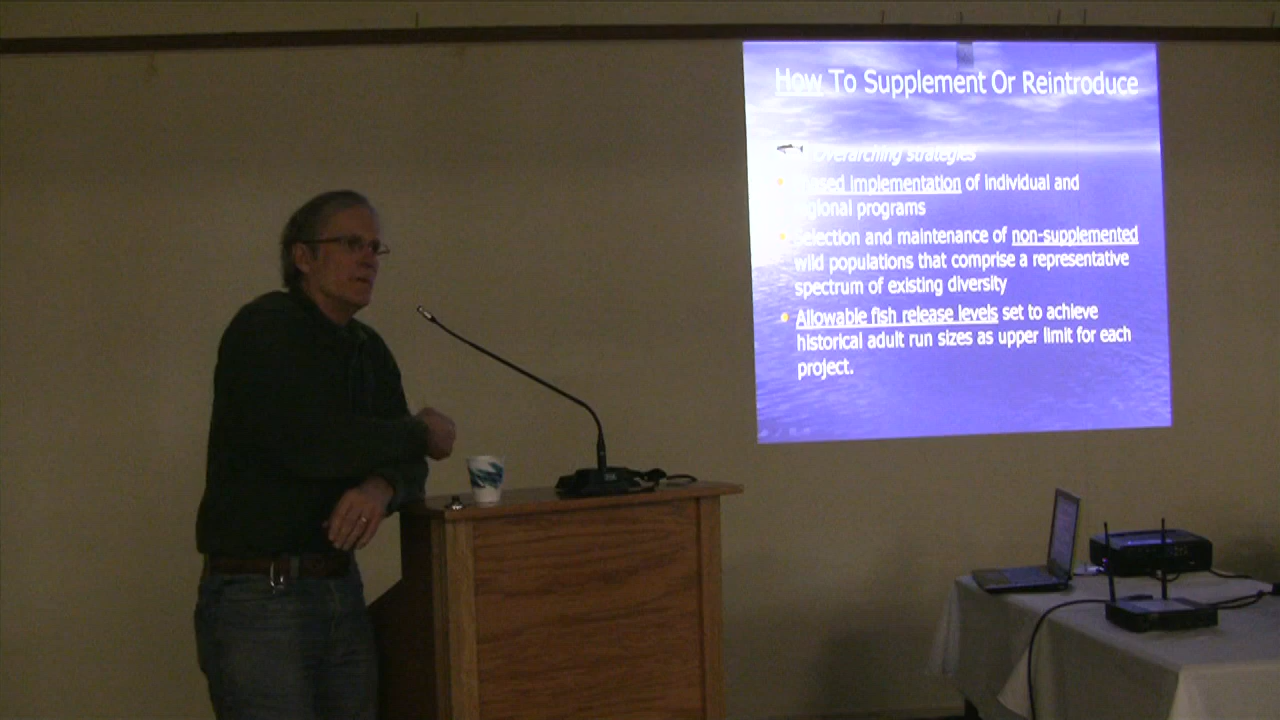 How To Supplement Or Reintroduce
Overarching strategies
implementation of individual and
regional programs
Selection and maintenance of non-supplemented
wild populations that comprise a representative
spectrum of existing diversity
Allowable fish release levels set to achieve
historical adult run sizes as upper limit for each
project.